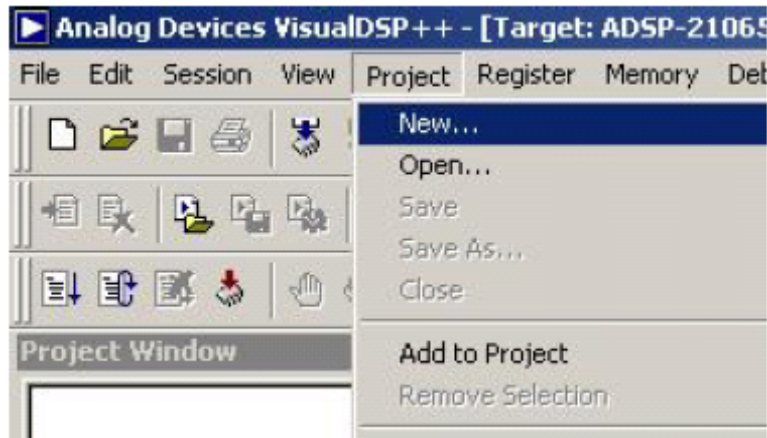 Analog Devices VisualDSP++ - [Target: ADSP-21065
File Edit Session View Project Register Memory Deb
New...
Open...
Save
Save As...
Close
Project Window
Add to Project
Remove Selection